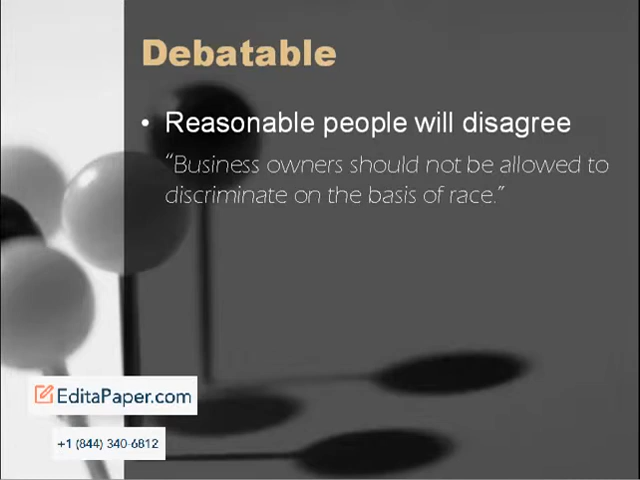 Debatable
• Reasonable people will disagree
“Business owners should not be allowed to
discriminate on the basis of race.”
EditaPaper.com
+1 (844) 340-6812